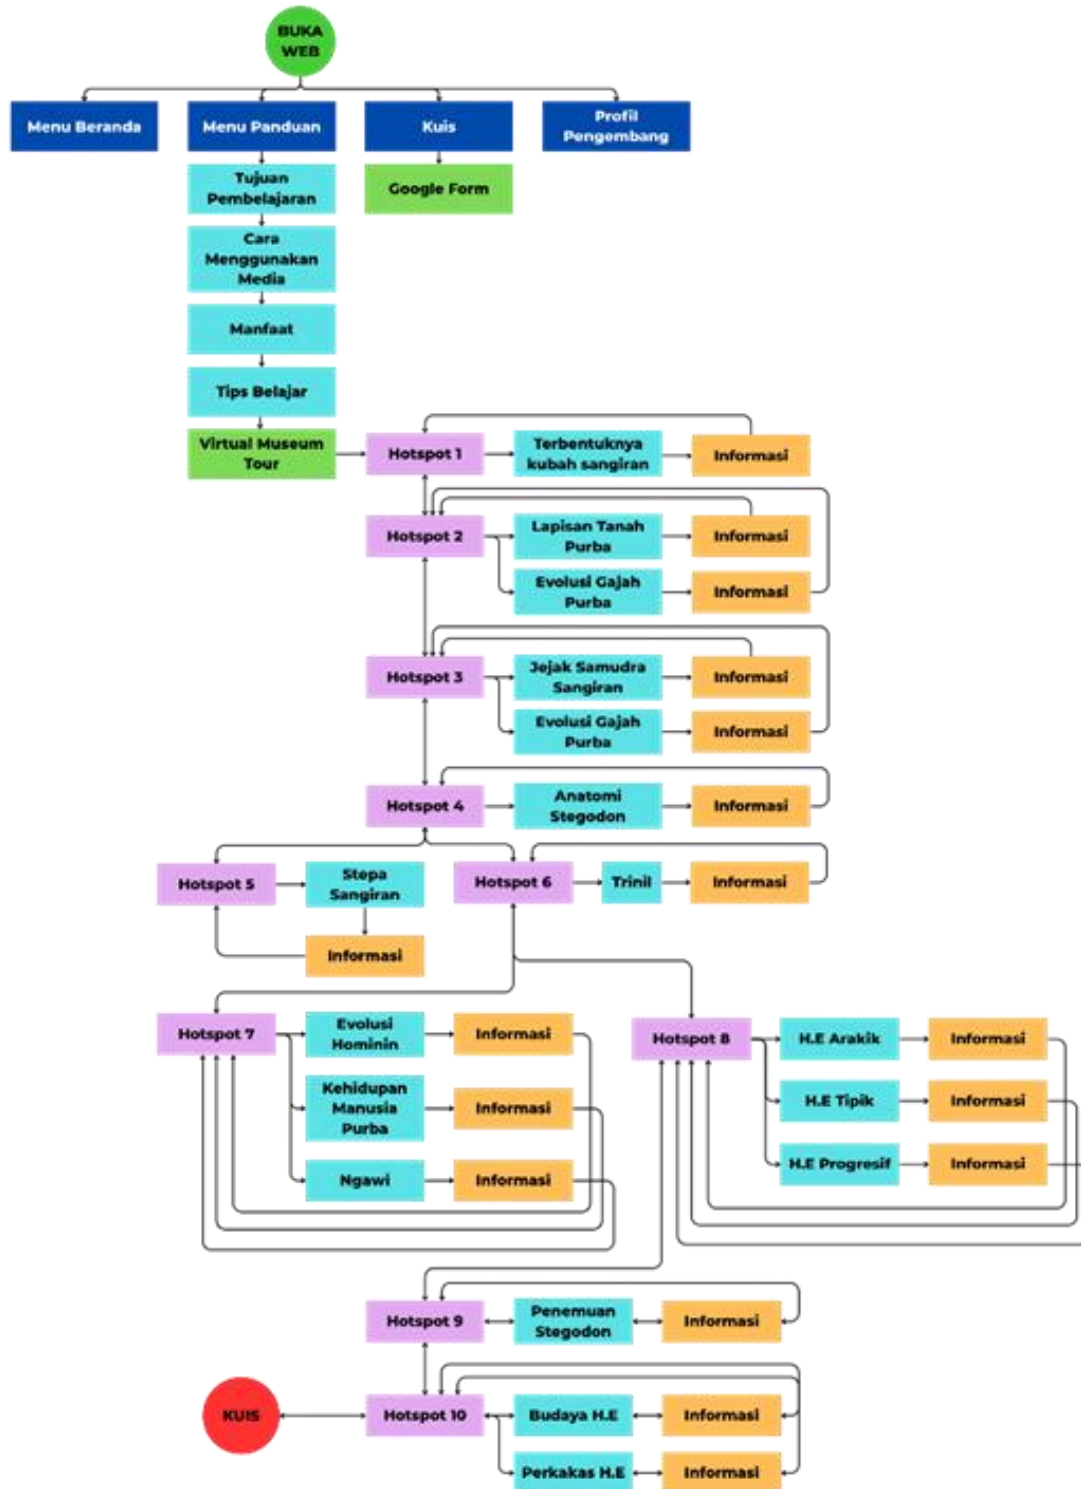 BUKA
WEB
Menu Beranda
Menu Panduan
Kuis
Profil
Pengembang
Tujuan
Pembelajaran
Google Form
Cara
Menggunakan
Media
Manfaat
Tips Belajar
Virtual Museum
Tour
Hotspot 1
Terbentuknya
kubah sangiran
Informasi
Hotspot 2
Lapisan Tanah
Purba
Informasi
Evolusi Gajah
Purba
Informasi
Hotspot 3
Jejak Samudra
Sangiran
Informasi
Evolusi Gajah
Purba
Informasi
Hotspot 4
Anatomi
Stegodon
Informasi
Hotspot 5
Stepa
Sangiran
Informasi
Hotspot 6
Trinil
Informasi
Hotspot 7
Evolusi
Hominin
Informasi
Kehidupan
Manusia
Purba
Informasi
Ngawi
Informasi
Hotspot 8
H.E Arakik
Informasi
H.E Tipik
Informasi
H.E Progresif
Informasi
Hotspot 9
Penemuan
Stegodon
Informasi
KUIS
Hotspot 10
Budaya H.E
Informasi
Perkakas H.E
Informasi